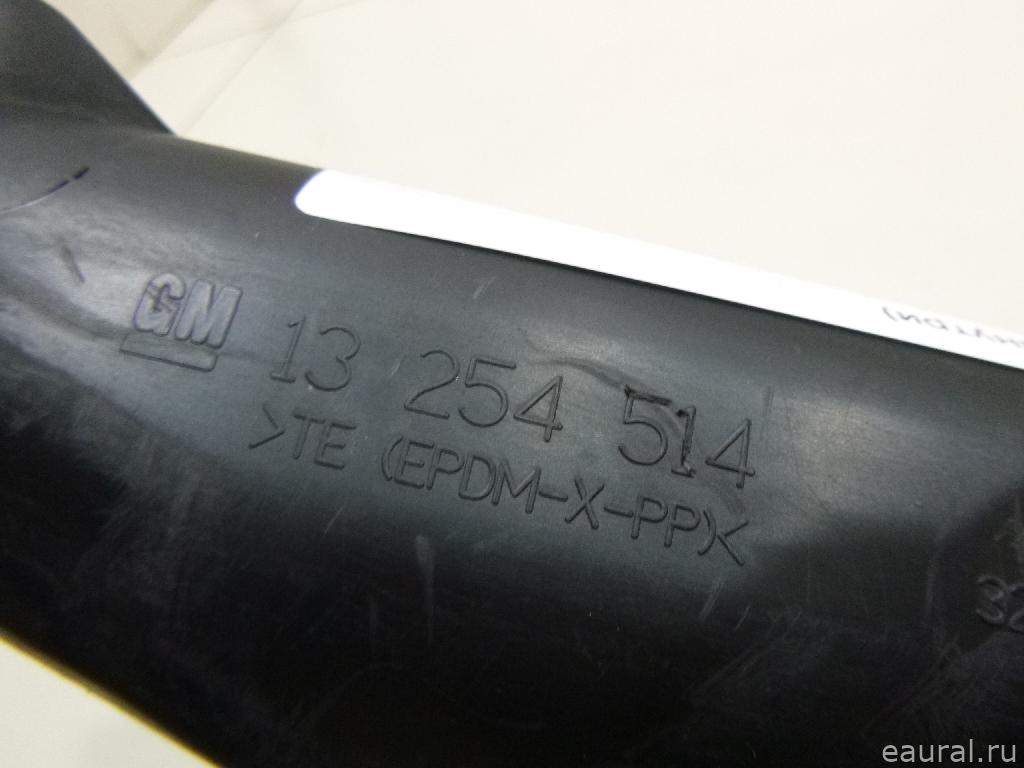 GM 13 254 514
>TE (EPDM-X-PP)<
eaural.ru